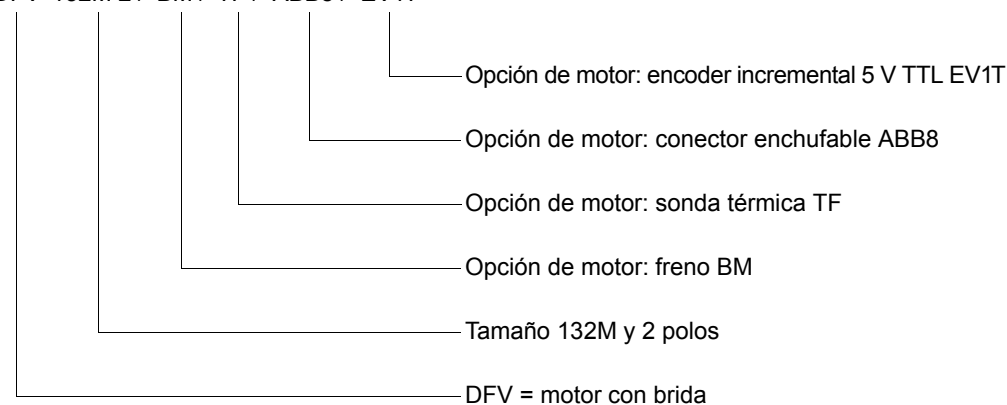 Opción de motor: encoder incremental 5 V TTL EV1T
Opción de motor: conector enchufable ABB8
Opción de motor: sonda térmica TF
Opción de motor: freno BM
Tamaño 132M y 2 polos
DFV = motor con brida